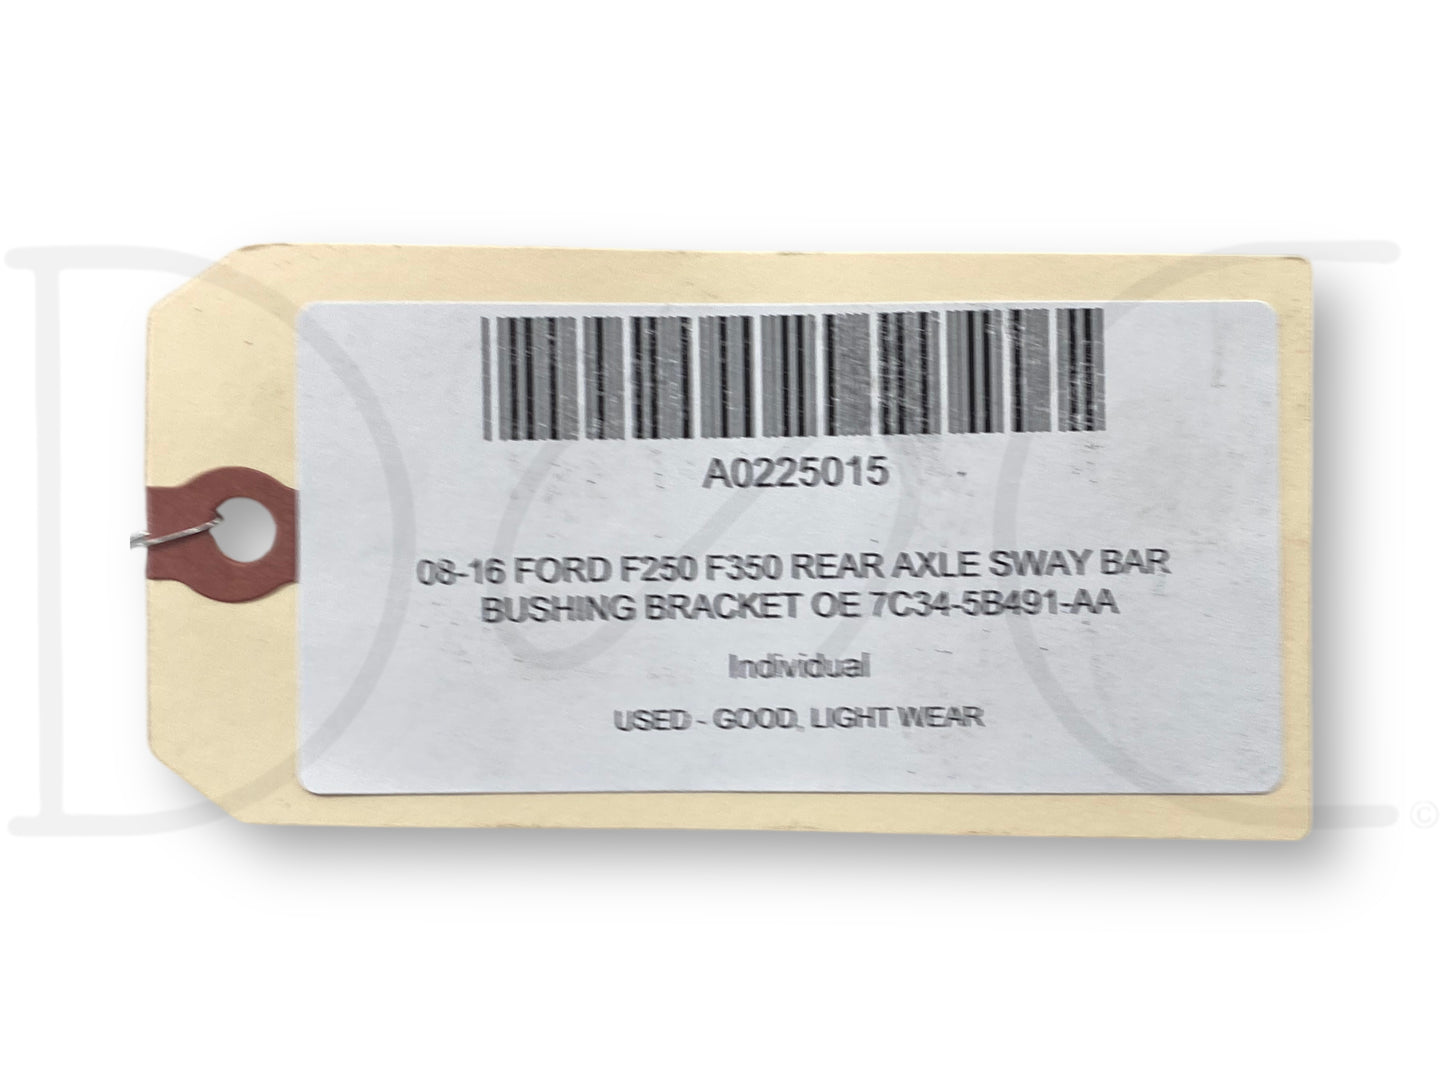 A0225015
08-16 FORD F250 F350 REAR AXLE SWAY BAR
BUSHING BRACKET OE 7C34-5B491-AA
Individual
USED - GOOD, LIGHT WEAR
©